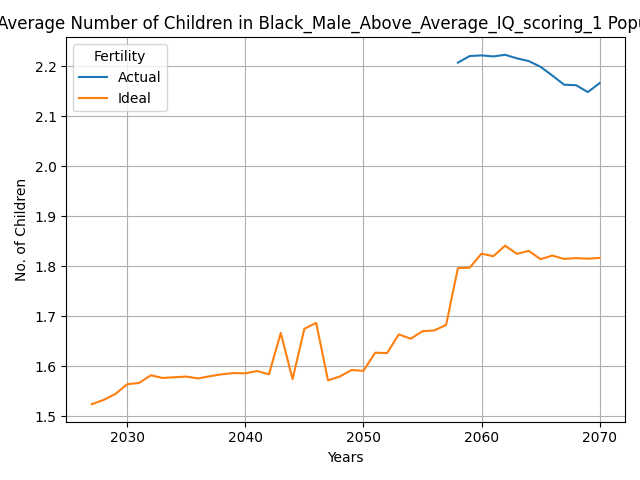 Average Number of Children in Black_Male_Above_Average_IQ_scoring_1 Popu
Fertility
Actual
Ideal
No. of Children
2.2
2.1
2.0
1.9
1.8
1.7
1.6
1.5
2030 2040 2050 2060 2070
Years